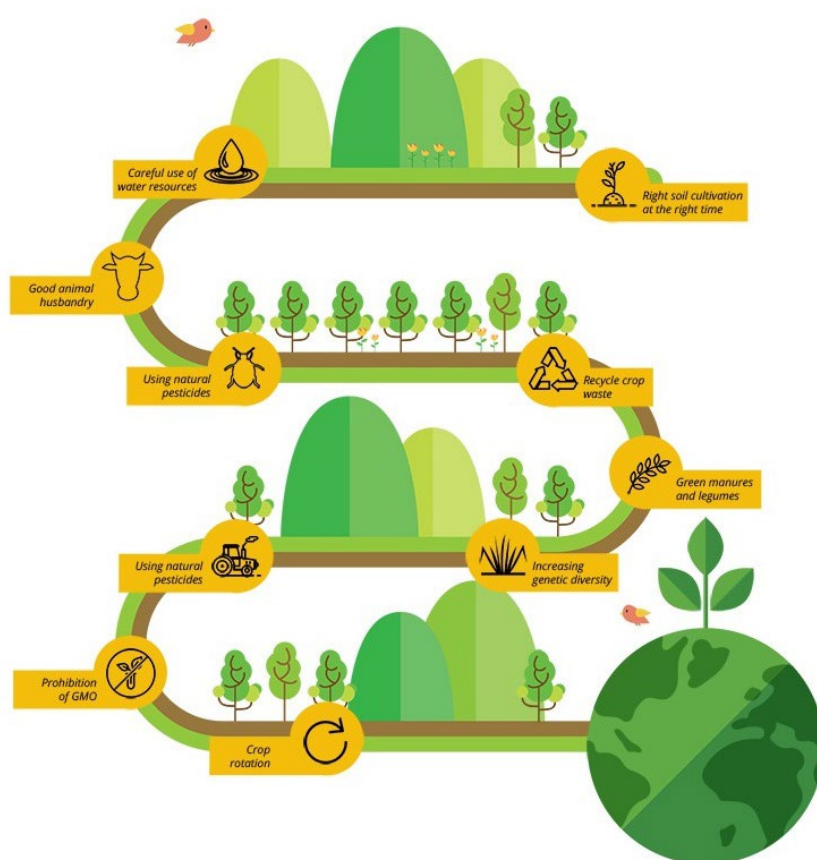 Careful use of
water resources
Right soil cultivation
at the right time
Good animal
husbandry
Using natural
pesticides
Recycle crop
waste
Green manures
and legumes
Using natural
pesticides
Increasing
genetic diversity
Prohibition
of GMO
Crop
rotation